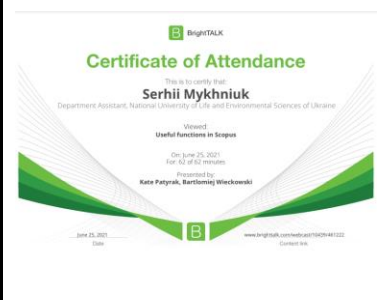 B BrightTALK
Certificate of Attendance
This is to certify that:
Serhii Mykhniuk
Department Assistant, National University of Life and Environmental Sciences of Ukraine
Viewed:
Useful functions in Scopus
On: June 25, 2021
For: 62 of 62 minutes
Presented by:
Kate Patyrak, Bartlomiej Wieckowski
June 25, 2021
Date
B
Content link